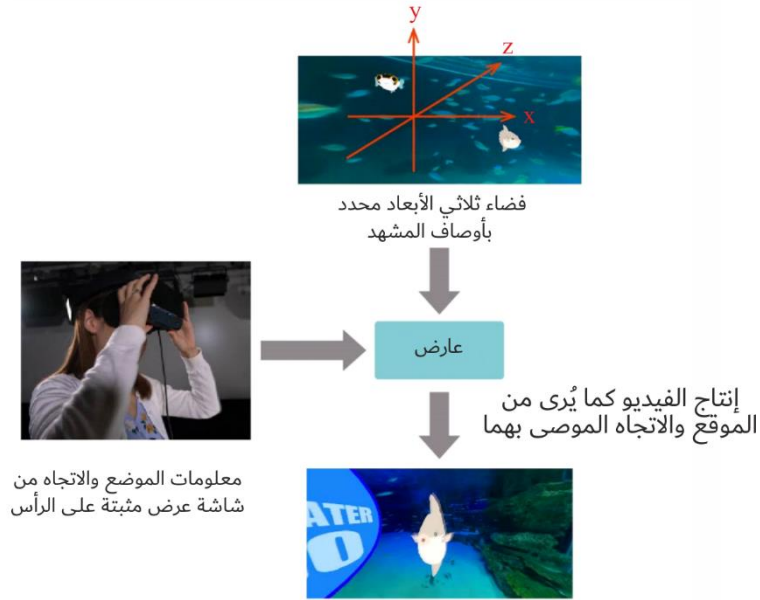 y
z
x
فضاء ثلاثي الأبعاد محدد
بأوصاف المشهد
عارض
إنتاج الفيديو كما يُرى من
الموقع والاتجاه الموصى بهما
معلومات الموضع والاتجاه من
شاشة عرض مثبتة على الرأس
ATER